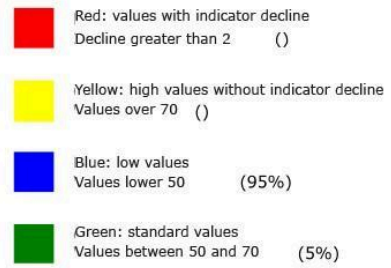 Red: values with indicator decline
Decline greater than 2 ()
Yellow: high values without indicator decline
Values over 70 ()
Blue: low values
Values lower 50 (95%)
Green: standard values
Values between 50 and 70 (5%)